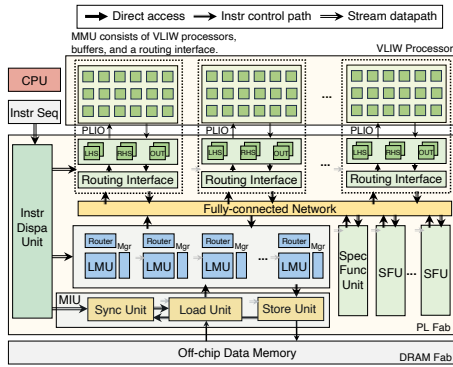 Direct access
Instr control path
Stream datapath
MMU consists of VLIW processors,
buffers, and a routing interface.
VLIW Processor
CPU
Instr Seq
...
PLIO
PLIO
PLIO
LHS
RHS
OUT
LHS
RHS
OUT
...
LHS
RHS
OUT
Routing Interface
Routing Interface
...
Routing Interface
Instr
Dispa
Unit
Fully-connected Network
Router
Mgr
Router
Mgr
Router
Mgr
Router
Mgr
LMU
LMU
LMU
...
LMU
Spec
Func
Unit
SFU
...
SFU
MIU
Sync Unit
Load Unit
Store Unit
PL Fab
Off-chip Data Memory
DRAM Fab